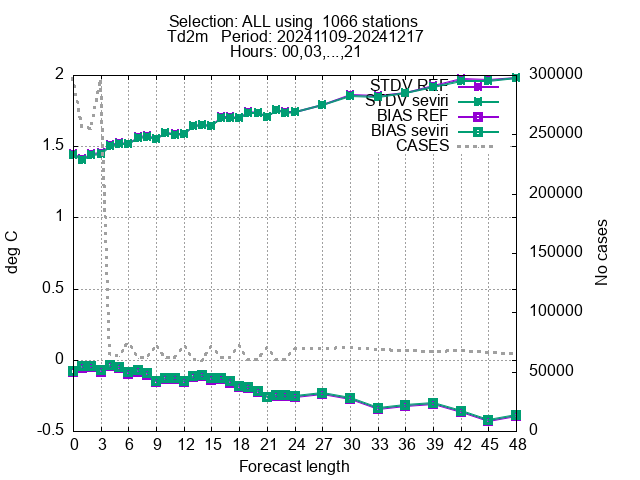 Selection: ALL using  1066 stations
Td2m   Period: 20241109-20241217
Hours: 00,03,...,21
STDV REF
STDV seviri
BIAS REF
BIAS seviri
CASES
2
1.5
1
0.5
0
-0.5
300000
250000
200000
150000
100000
50000
0
deg C
No cases
0 3 6 9 12 15 18 21 24 27 30 33 36 39 42 45 48
Forecast length